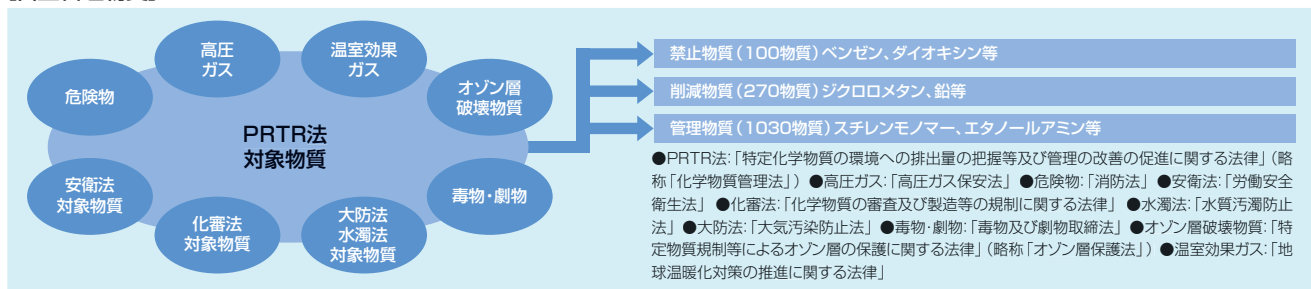 高圧
ガス
温室効果
ガス
危険物
オゾン層
破壊物質
PRTR法
対象物質
安衛法
対象物質
化審法
対象物質
大防法
水濁法
対象物質
毒物・劇物
禁止物質(100物質)ベンゼン、ダイオキシン等
削減物質(270物質)ジクロロメタン、鉛等
管理物質(1030物質)スチレンモノマー、エタノールアミン等
●PRTR法:「特定化学物質の環境への排出量の把握等及び管理の改善の促進に関する法律」(略
称「化学物質管理法」) ●高圧ガス:「高圧ガス保安法」 ●危険物:「消防法」 ●安衛法:「労働安全
衛生法」 ●化審法:「化学物質の審査及び製造等の規制に関する法律」 ●水濁法:「水質汚濁防止
法」 ●大防法:「大気汚染防止法」 ●毒物・劇物:「毒物及び劇物取締法」 ●オゾン層破壊物質:「特
定物質規制等によるオゾン層の保護に関する法律」(略称「オゾン層保護法」) ●温室効果ガス:「地
球温暖化対策の推進に関する法律」